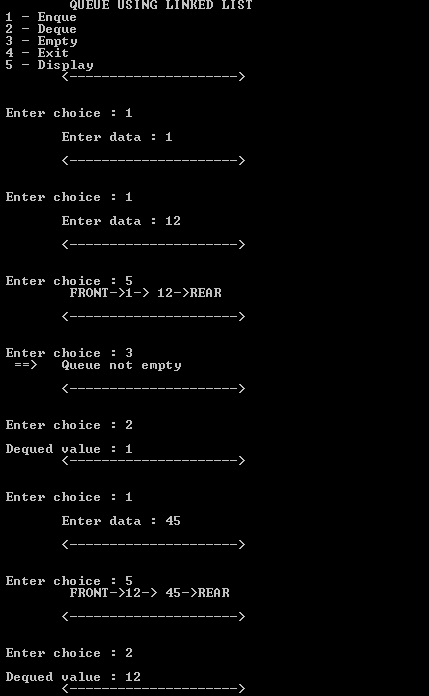 QUEUE USING LINKED LIST
1 - Enque
2 - Deque
3 - Empty
4 - Exit
5 - Display
<--------------------->
Enter choice : 1
Enter data : 1
<--------------------->
Enter choice : 1
Enter data : 12
<--------------------->
Enter choice : 5
FRONT->1-> 12->REAR
<--------------------->
Enter choice : 3
==> Queue not empty
<--------------------->
Enter choice : 2
Dequed value : 1
<--------------------->
Enter choice : 1
Enter data : 45
<--------------------->
Enter choice : 5
FRONT->12-> 45->REAR
<--------------------->
Enter choice : 2
Dequed value : 12
<--------------------->